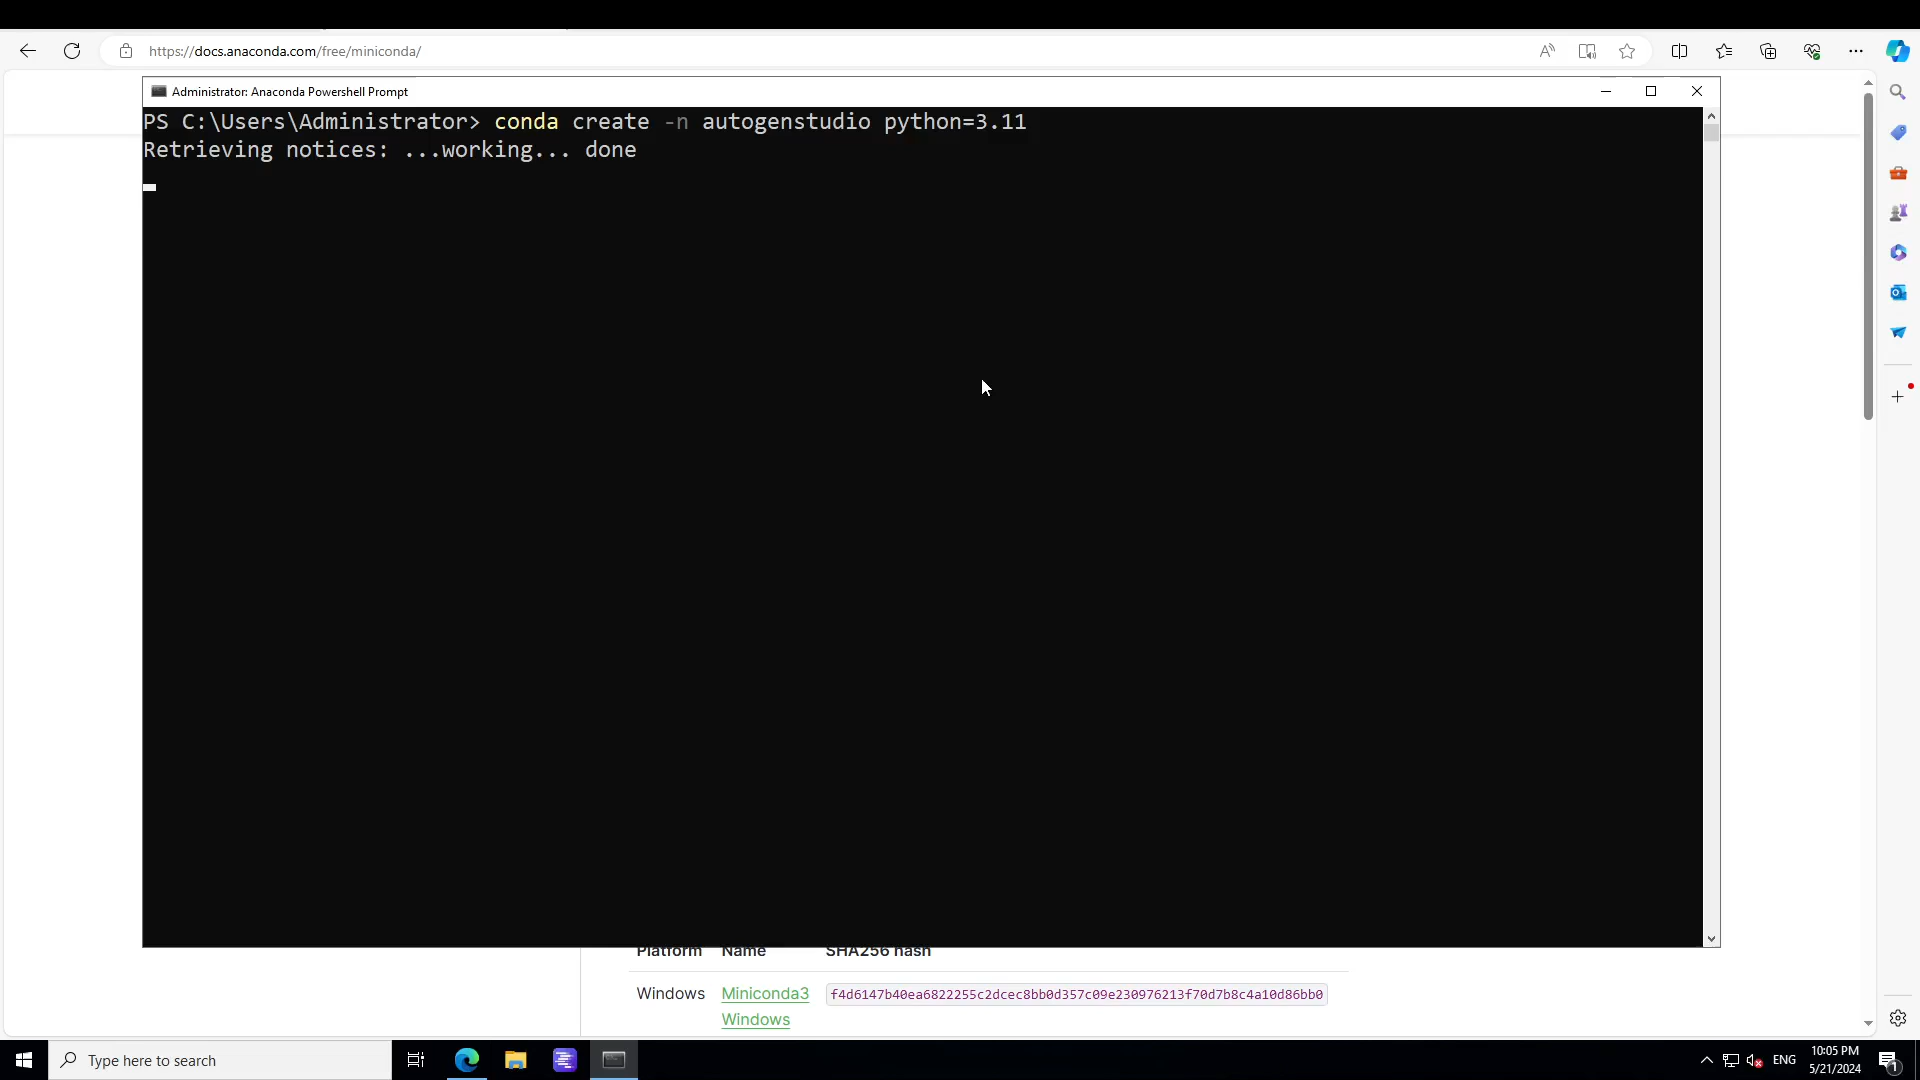 https://docs.anaconda.com/free/miniconda/
Administrator: Anaconda Powershell Prompt
PS C:\Users\Administrator> conda create -n autogenstudio python=3.11
Retrieving notices: ...working... done
Platform Name SHA256 hash
Windows Miniconda3 f4d6147b40ea6822255c2dcec8bb0d357c09e230976213f70d7b8c4a10d86bb0
Windows
Type here to search
ENG
10:05 PM
5/21/2024
1